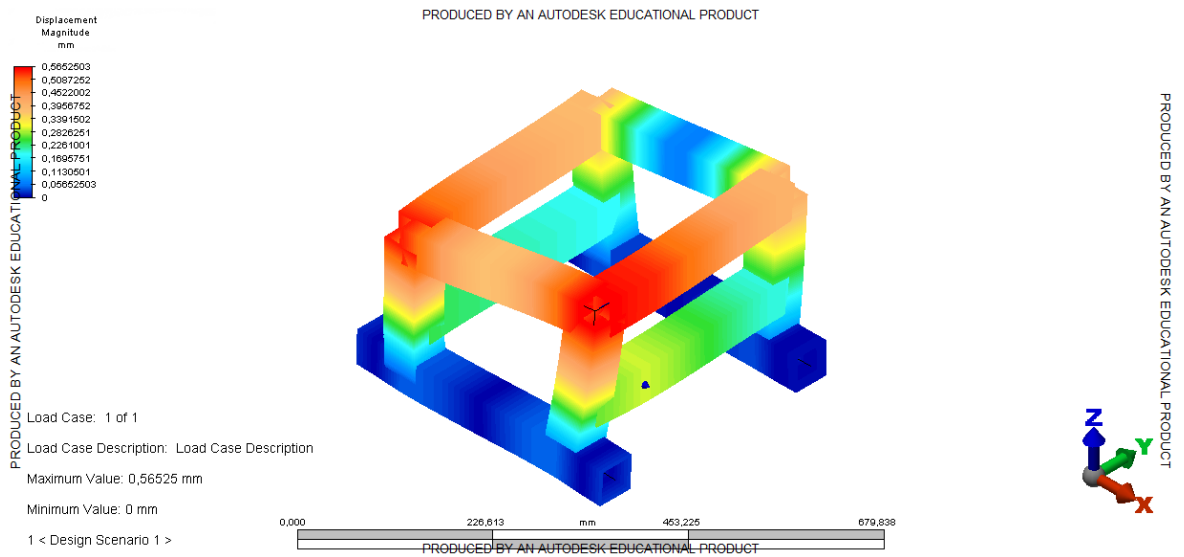 PRODUCED BY AN AUTODESK EDUCATIONAL PRODUCT
Displacement
Magnitude
mm
0,5652503
0,5087252
0,4522002
0,3956752
0,3391502
0,2826251
0,2261001
0,1695751
0,1130501
0,05652503
0
PRODUCED BY AN AUTODESK EDUCATIONAL PRODUCT
PRODUCED BY AN AUTODESK EDUCATIONAL PRODUCT
Load Case: 1 of 1
Load Case Description: Load Case Description
Maximum Value: 0,56525 mm
Minimum Value: 0 mm
1 < Design Scenario 1 >
0,000 226,613 mm 453,225 679,838
PRODUCED BY AN AUTODESK EDUCATIONAL PRODUCT
Z
Y
X